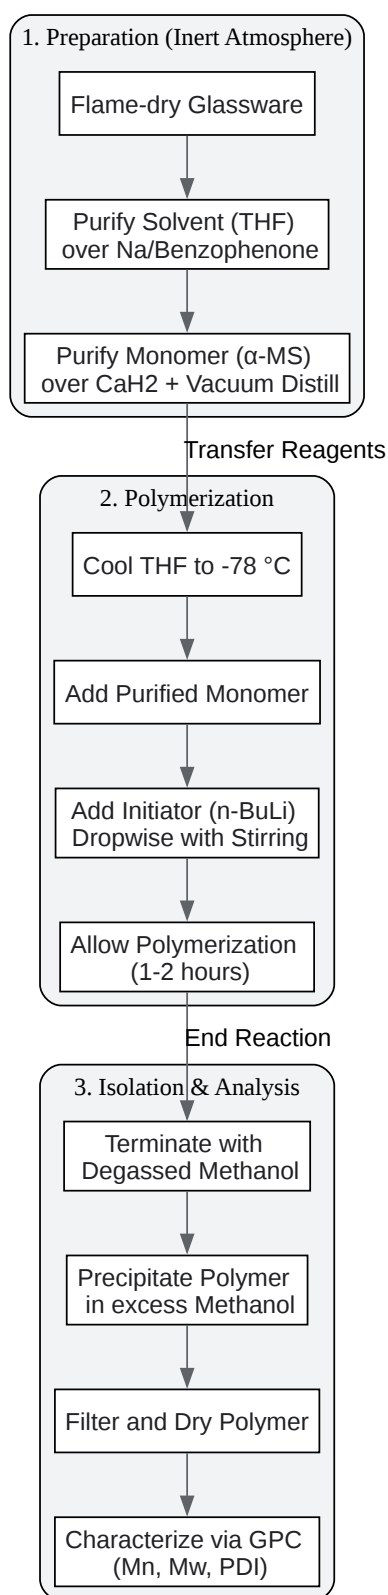 1. Preparation (Inert Atmosphere)
Flame-dry Glassware
Purify Solvent (THF)
over Na/Benzophenone
Purify Monomer (α-MS)
over CaH2 + Vacuum Distill
Transfer Reagents
2. Polymerization
Cool THF to -78 °C
Add Purified Monomer
Add Initiator (n-BuLi)
Dropwise with Stirring
Allow Polymerization
(1-2 hours)
End Reaction
3. Isolation & Analysis
Terminate with
Degassed Methanol
Precipitate Polymer
in excess Methanol
Filter and Dry Polymer
Characterize via GPC
(Mn, Mw, PDI)